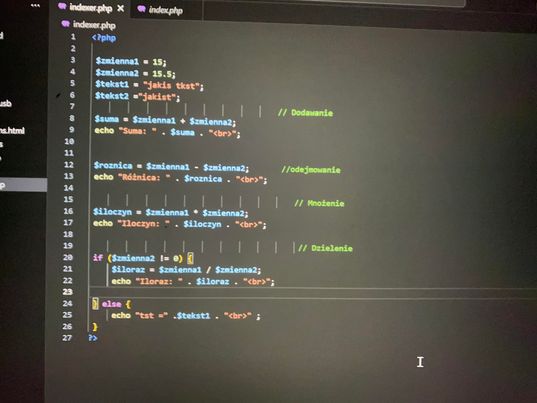 indexer.php
index.php
indexer.php
1 <?php
2
3 $zmienna1 = 15;
4 $zmienna2 = 15.5;
5 $tekst1 = "jakis tkst";
6 $tekst2 ="jakist";
7 // Dodawanie
8 $suma = $zmienna1 + $zmienna2;
9 echo "Suma: " . $suma . "<br>";
10
11
12 $roznica = $zmienna1 - $zmienna2; //odejmowanie
13 echo "Różnica: " . $roznica . "<br>";
14
15 // Mnożenie
16 $iloczyn = $zmienna1 * $zmienna2;
17 echo "Iloczyn: " . $iloczyn . "<br>";
18
19 // Dzielenie
20 if ($zmienna2 != 0) {
21 $iloraz = $zmienna1 / $zmienna2;
22 echo "Iloraz: " . $iloraz . "<br>";
23
24 } else {
25 echo "tst =" .$tekst1 . "<br>" ;
26 }
27 ?>
usb
ns.html
s
p